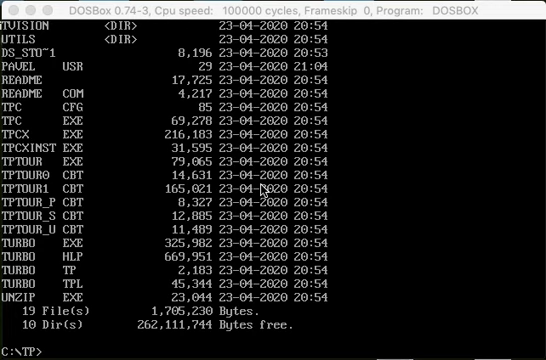 DOSBox 0.74-3, Cpu speed: 100000 cycles, Frameskip 0, Program: DOSBOX
TVISION <DIR> 23-04-2020 20:54
UTILS <DIR> 23-04-2020 20:54
DS_STO~1 8,196 23-04-2020 20:53
PAVEL USR 29 23-04-2020 21:04
README 17,725 23-04-2020 20:54
README COM 4,217 23-04-2020 20:54
TPC CFG 85 23-04-2020 20:54
TPC EXE 69,278 23-04-2020 20:54
TPCX EXE 216,183 23-04-2020 20:54
TPCXINST EXE 31,595 23-04-2020 20:54
TPTOUR EXE 79,065 23-04-2020 20:54
TPTOUR0 CBT 14,631 23-04-2020 20:54
TPTOUR1 CBT 165,021 23-04-2020 20:54
TPTOUR_P CBT 8,327 23-04-2020 20:54
TPTOUR_S CBT 12,885 23-04-2020 20:54
TPTOUR_U CBT 11,489 23-04-2020 20:54
TURBO EXE 325,982 23-04-2020 20:54
TURBO HLP 669,951 23-04-2020 20:54
TURBO TP 2,183 23-04-2020 20:54
TURBO TPL 45,344 23-04-2020 20:54
UNZIP EXE 23,044 23-04-2020 20:54
19 File(s) 1,705,230 Bytes.
10 Dir(s) 262,111,744 Bytes free.
C:\TP>